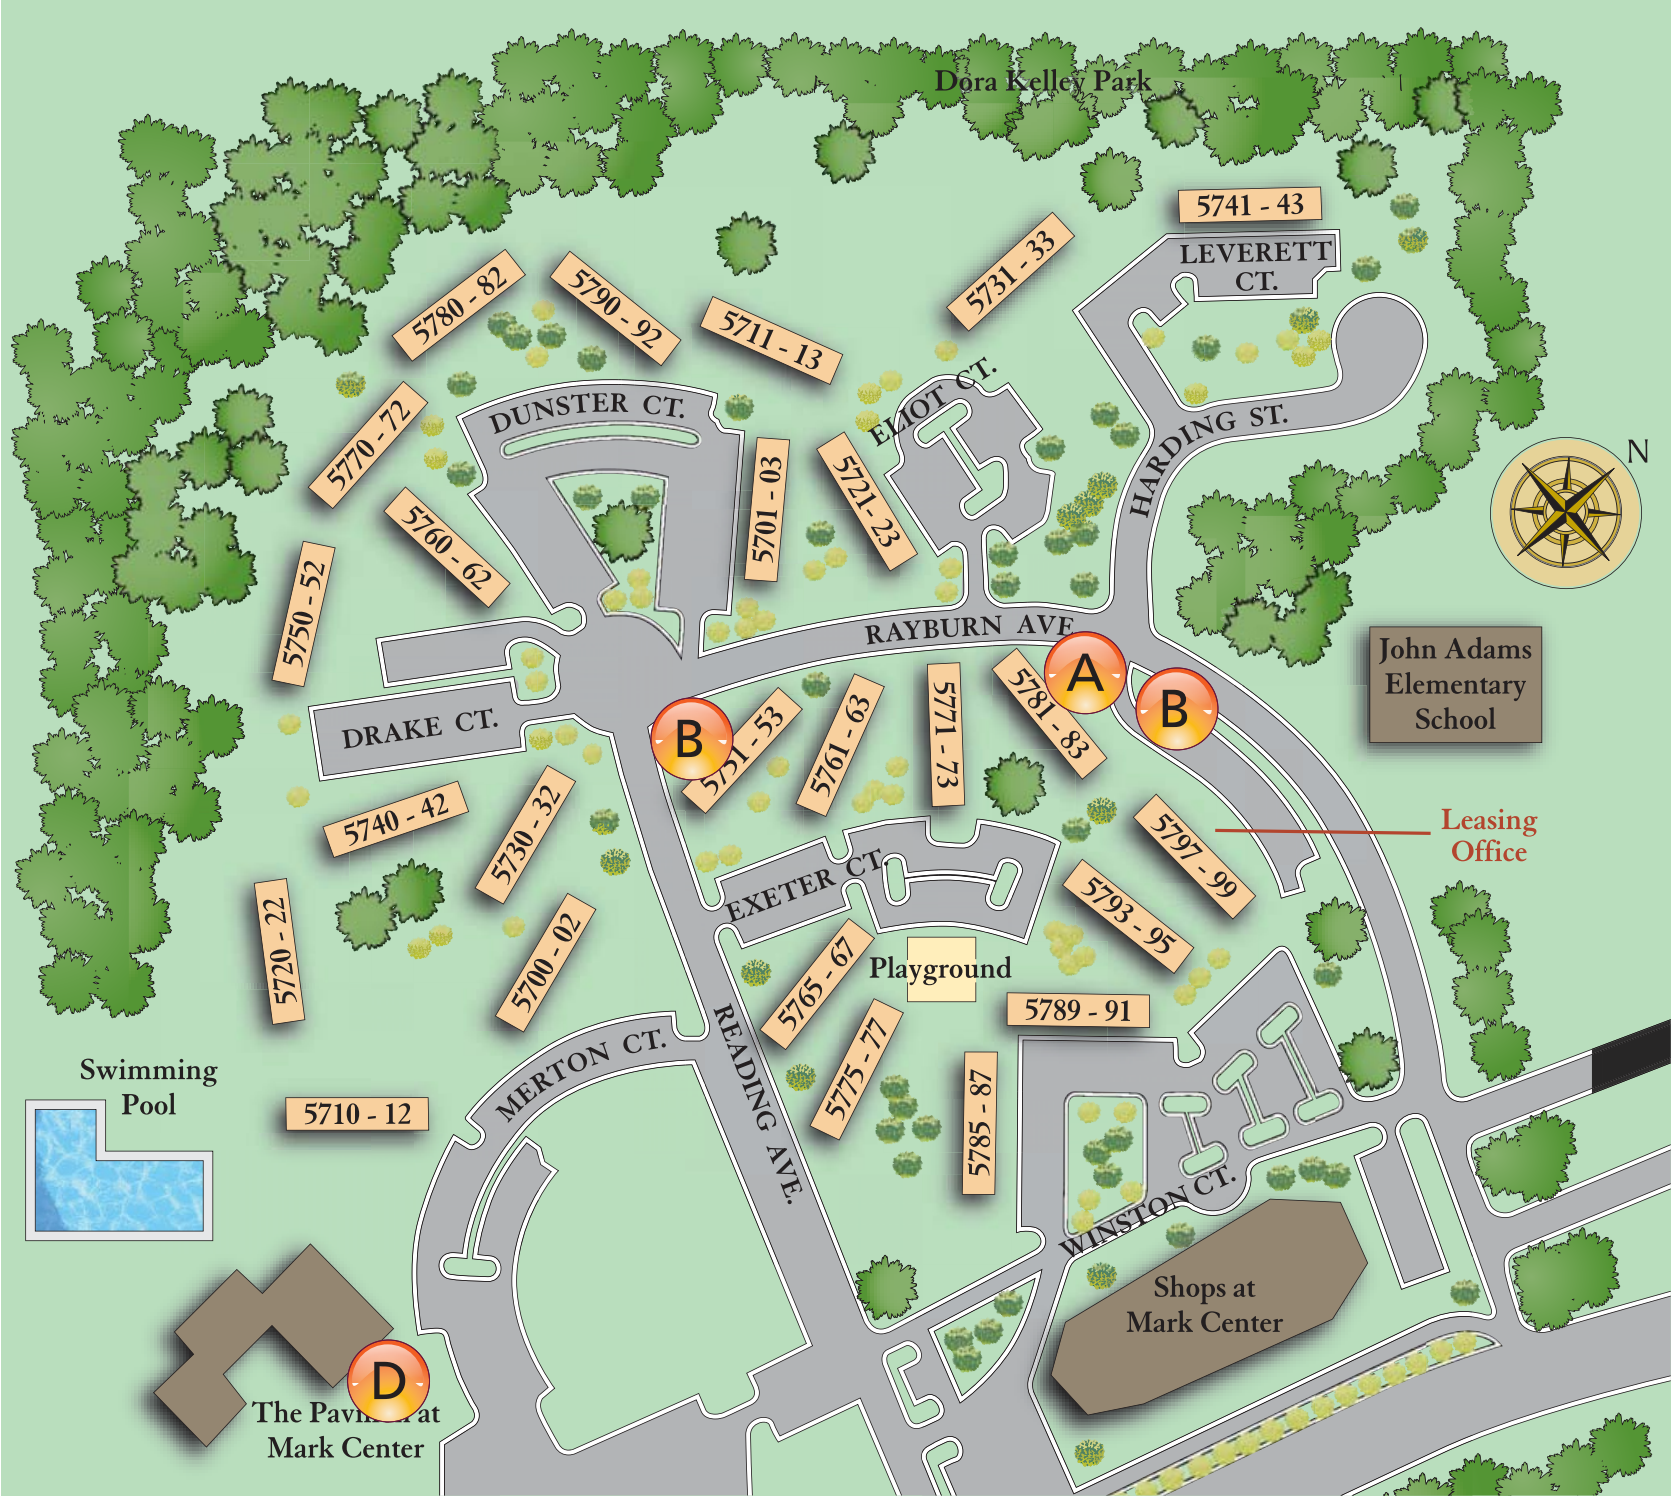 Dora Kelley Park
5741 - 43
LEVERETT
CT.
5731 - 33
5780 - 82
5790 - 92
5711 - 13
ELIOT CT.
DUNSTER CT.
5770 - 72
HARDING ST.
N
5701 - 03
5721 - 23
5760 - 62
5750 - 52
RAYBURN AVE
John Adams
Elementary
School
A
B
B
5751 - 53
5761 - 63
5771 - 73
5781 - 83
DRAKE CT.
5740 - 42
5730 - 32
5797 - 99
Leasing
Office
EXETER CT.
5793 - 95
5720 - 22
5700 - 02
5765 - 67
Playground
5789 - 91
MERTON CT.
READING AVE.
5775 - 77
5785 - 87
Swimming
Pool
5710 - 12
WINSTON CT.
Shops at
Mark Center
D
The at
Mark Center